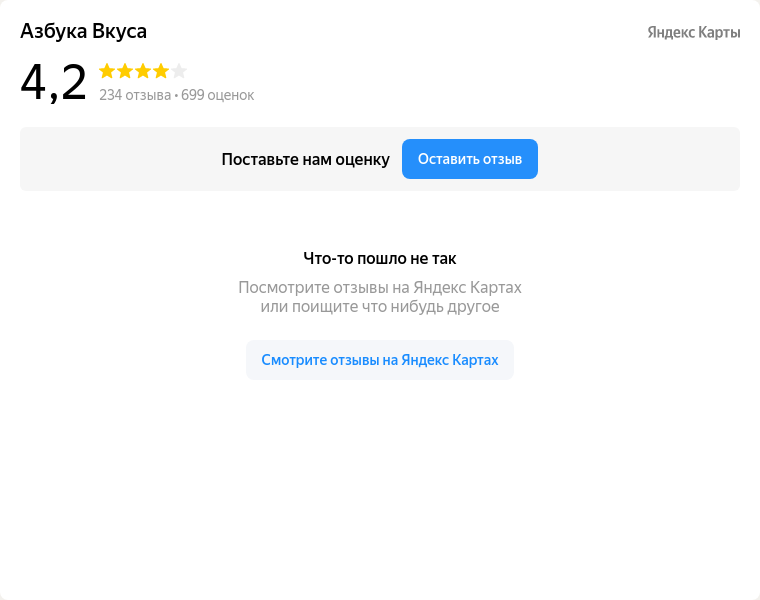 Азбука Вкуса
Яндекс Карты
4,2
234 отзыва • 699 оценок
Поставьте нам оценку
Оставить отзыв
Что-то пошло не так
Посмотрите отзывы на Яндекс Картах
или поищите что нибудь другое
Смотрите отзывы на Яндекс Картах